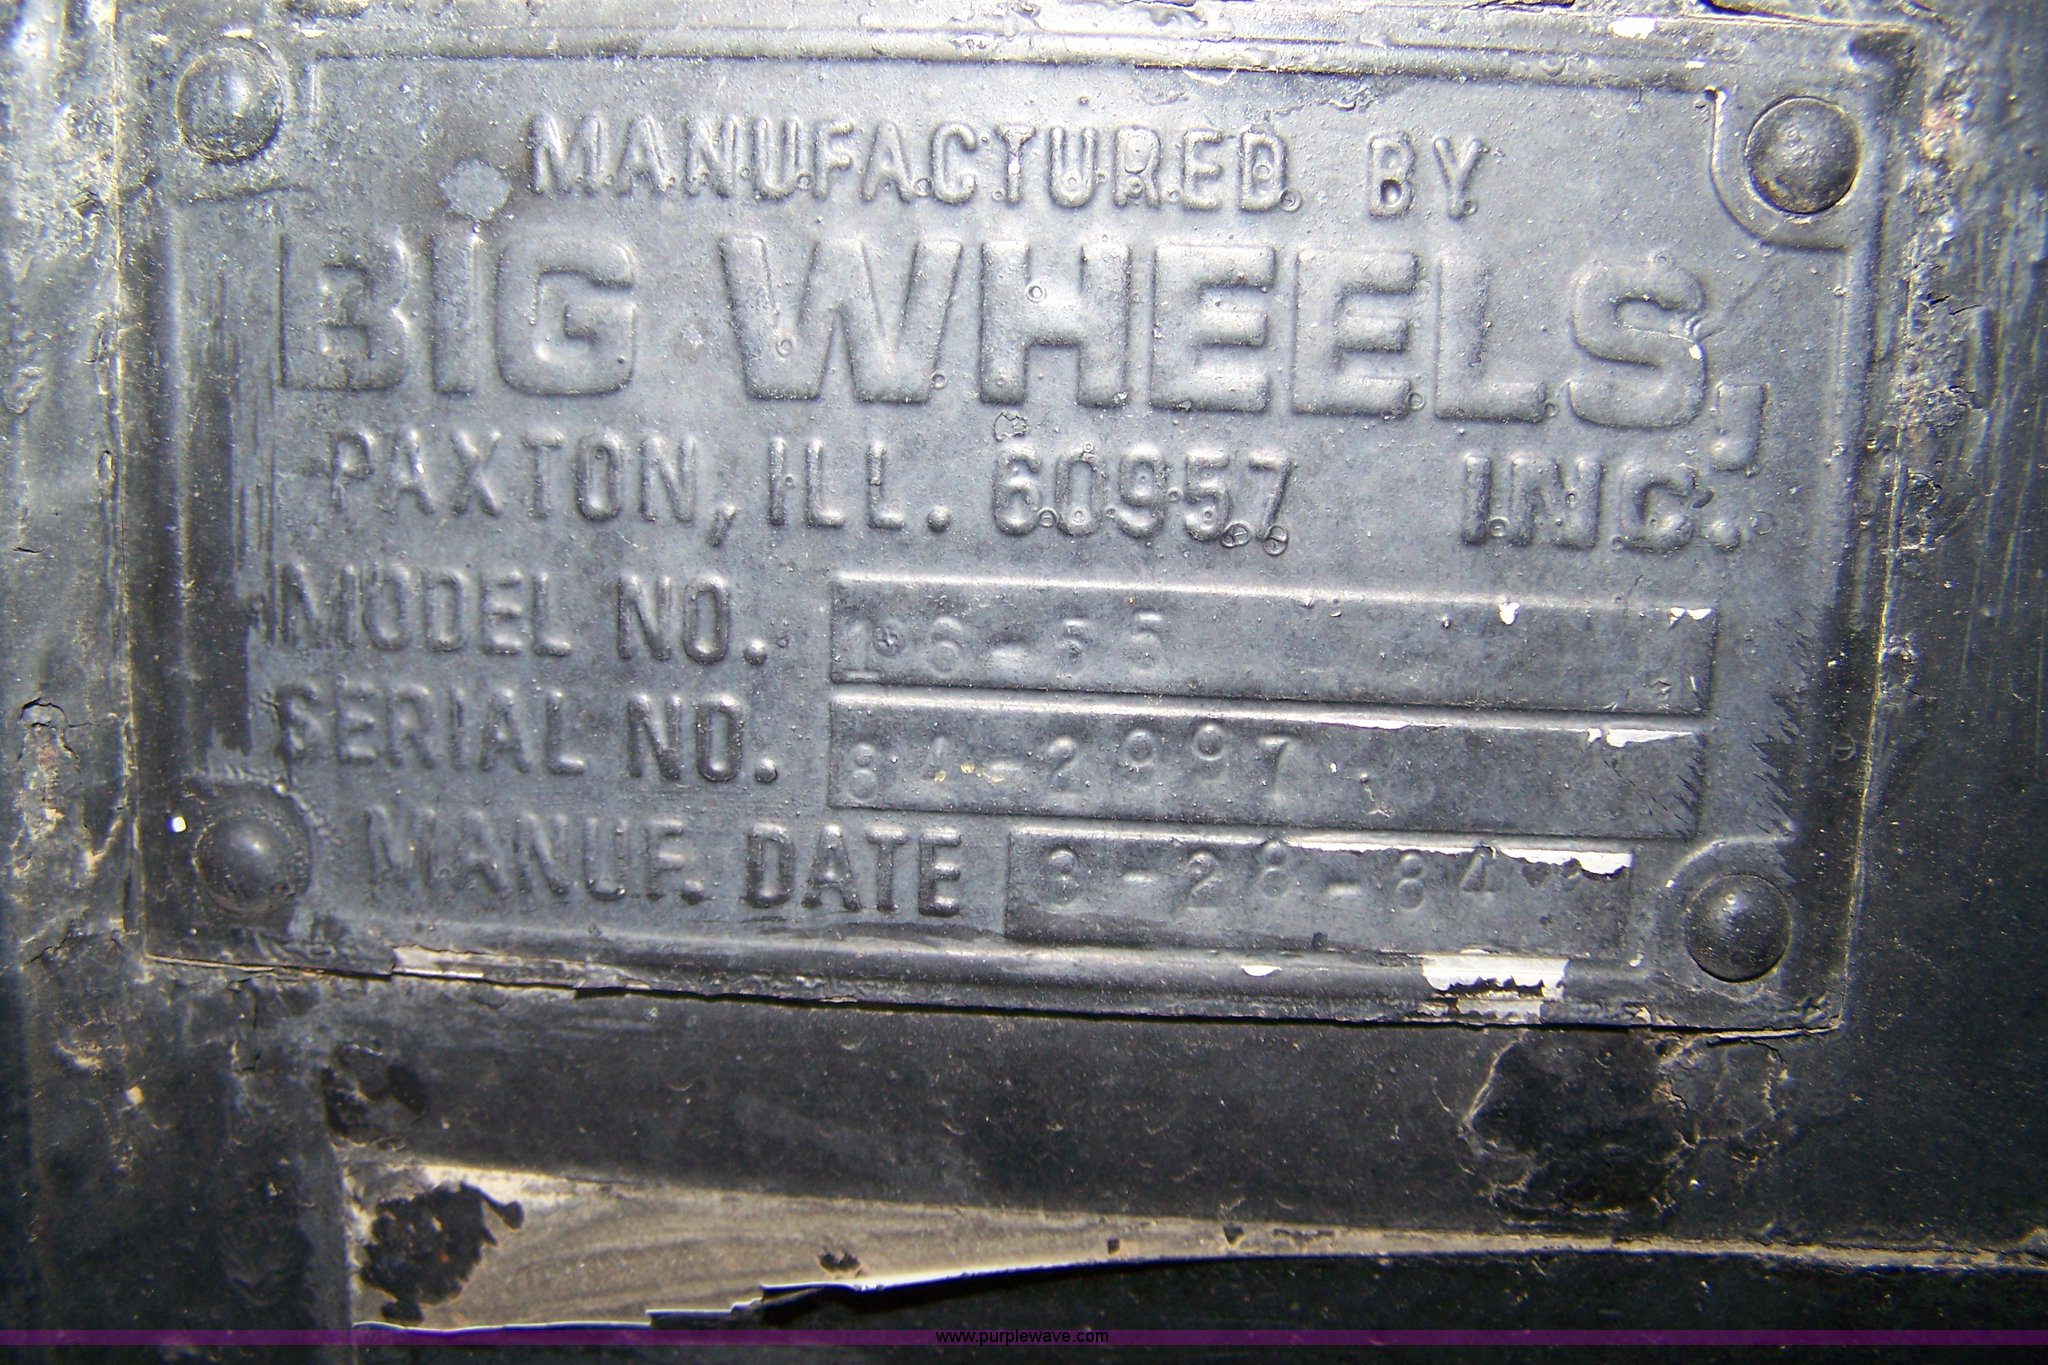 MANUFACTURED BY
BIG WHEELS,
PAXTON, ILL. 60957 INC.
MODEL NO. 16-55
SERIAL NO. 84-2997
MANUF. DATE 3-28-84
www.purplewave.com